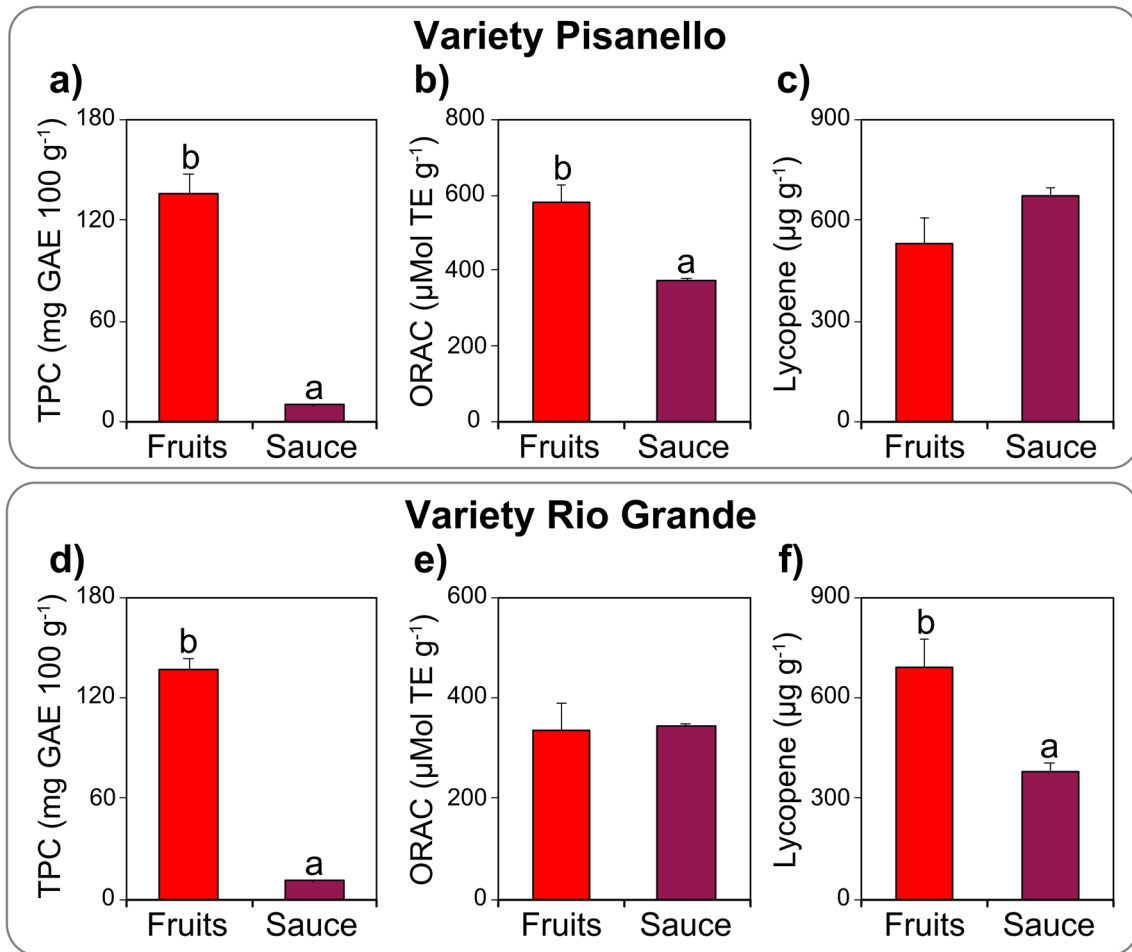 Variety Pisanello
a)
TPC (mg GAE 100 g⁻¹)
180
120
60
0
b
a
Fruits Sauce
b)
ORAC (µMol TE g⁻¹)
800
600
400
200
0
b
a
Fruits Sauce
c)
Lycopene (µg g⁻¹)
900
600
300
0
Fruits Sauce
Variety Rio Grande
d)
TPC (mg GAE 100 g⁻¹)
180
120
60
0
b
a
Fruits Sauce
e)
ORAC (µMol TE g⁻¹)
600
400
200
0
Fruits Sauce
f)
Lycopene (µg g⁻¹)
900
600
300
0
b
a
Fruits Sauce